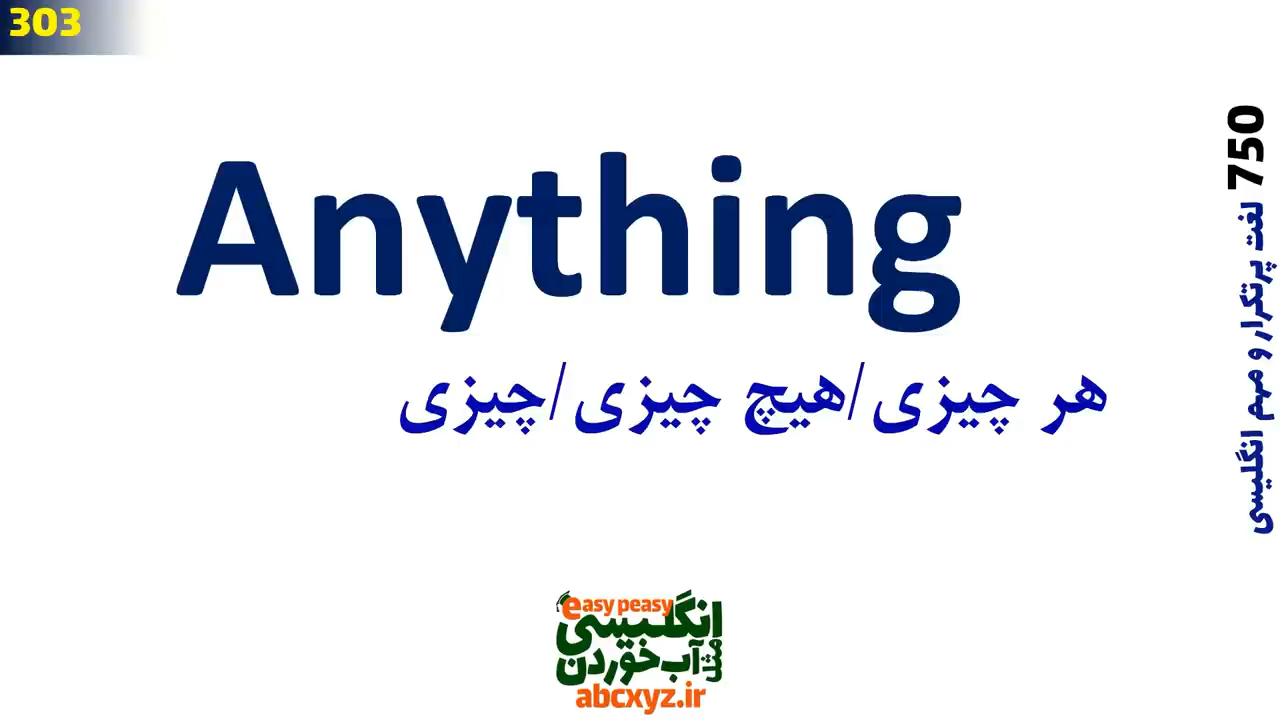 303
Anything
هر چیزی/هیچ چیزی/چیزی
750 لغت پرتکرار و مهم انگلیسی
easy peasy
انگلیسی
مثل آب خوردن
abcxyz.ir